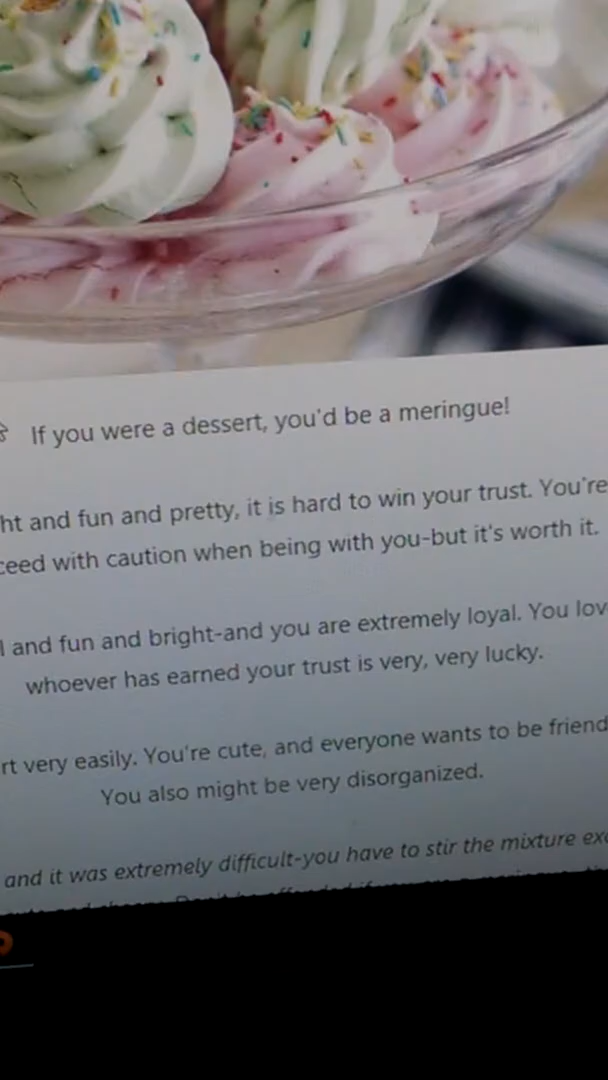 If you were a dessert, you'd be a meringue!
ht and fun and pretty, it is hard to win your trust. You're
ceed with caution when being with you-but it's worth it.
l and fun and bright-and you are extremely loyal. You lov
whoever has earned your trust is very, very lucky.
rt very easily. You're cute, and everyone wants to be friend
You also might be very disorganized.
and it was extremely difficult-you have to stir the mixture exa